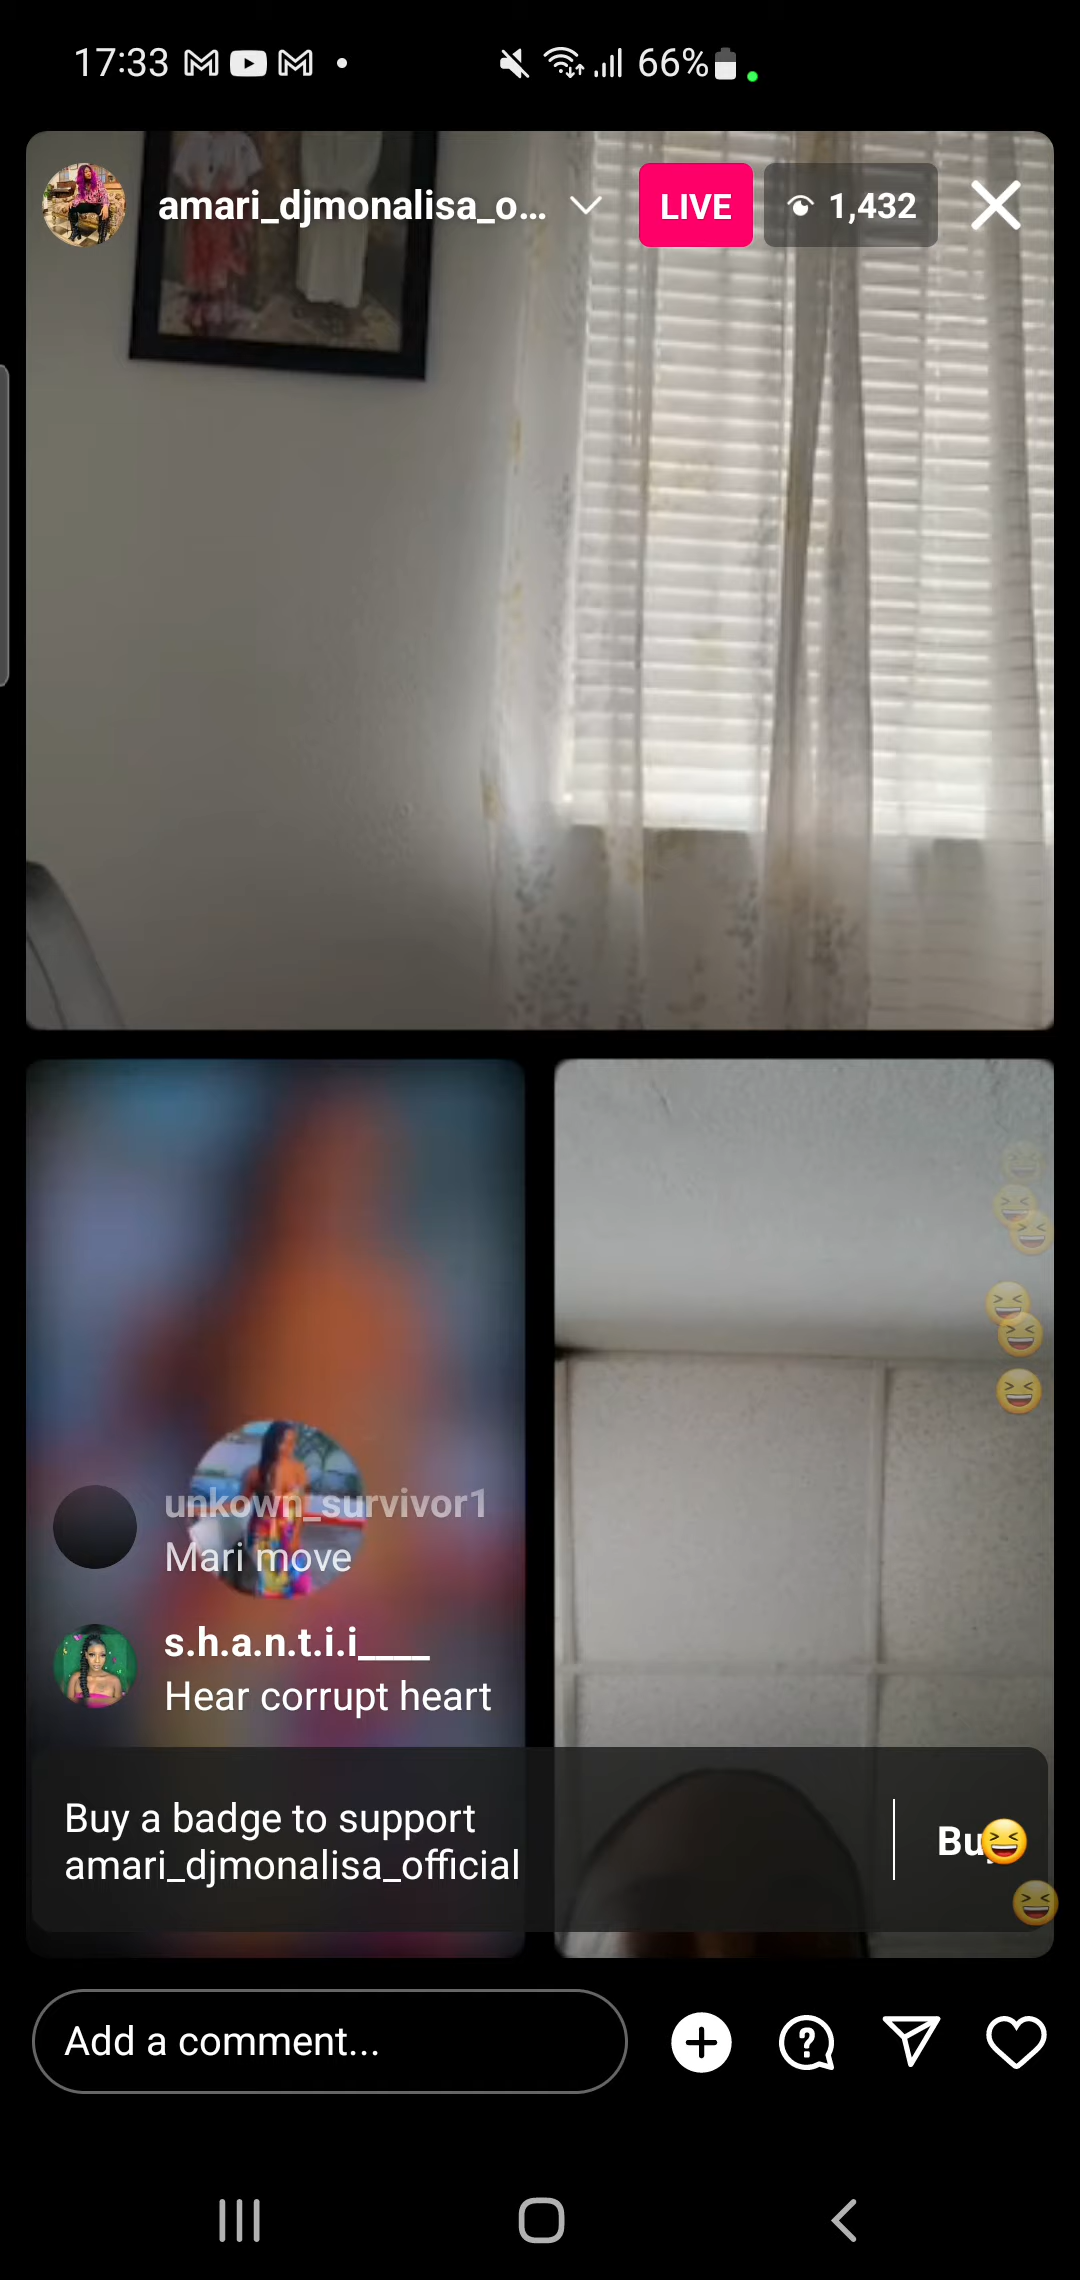 17:33
66%
amari_djmonalisa_o...
LIVE
1,432
unkown_survivor1
Mari move
s.h.a.n.t.i.i____
Hear corrupt heart
Buy a badge to support
amari_djmonalisa_official
Add a comment...